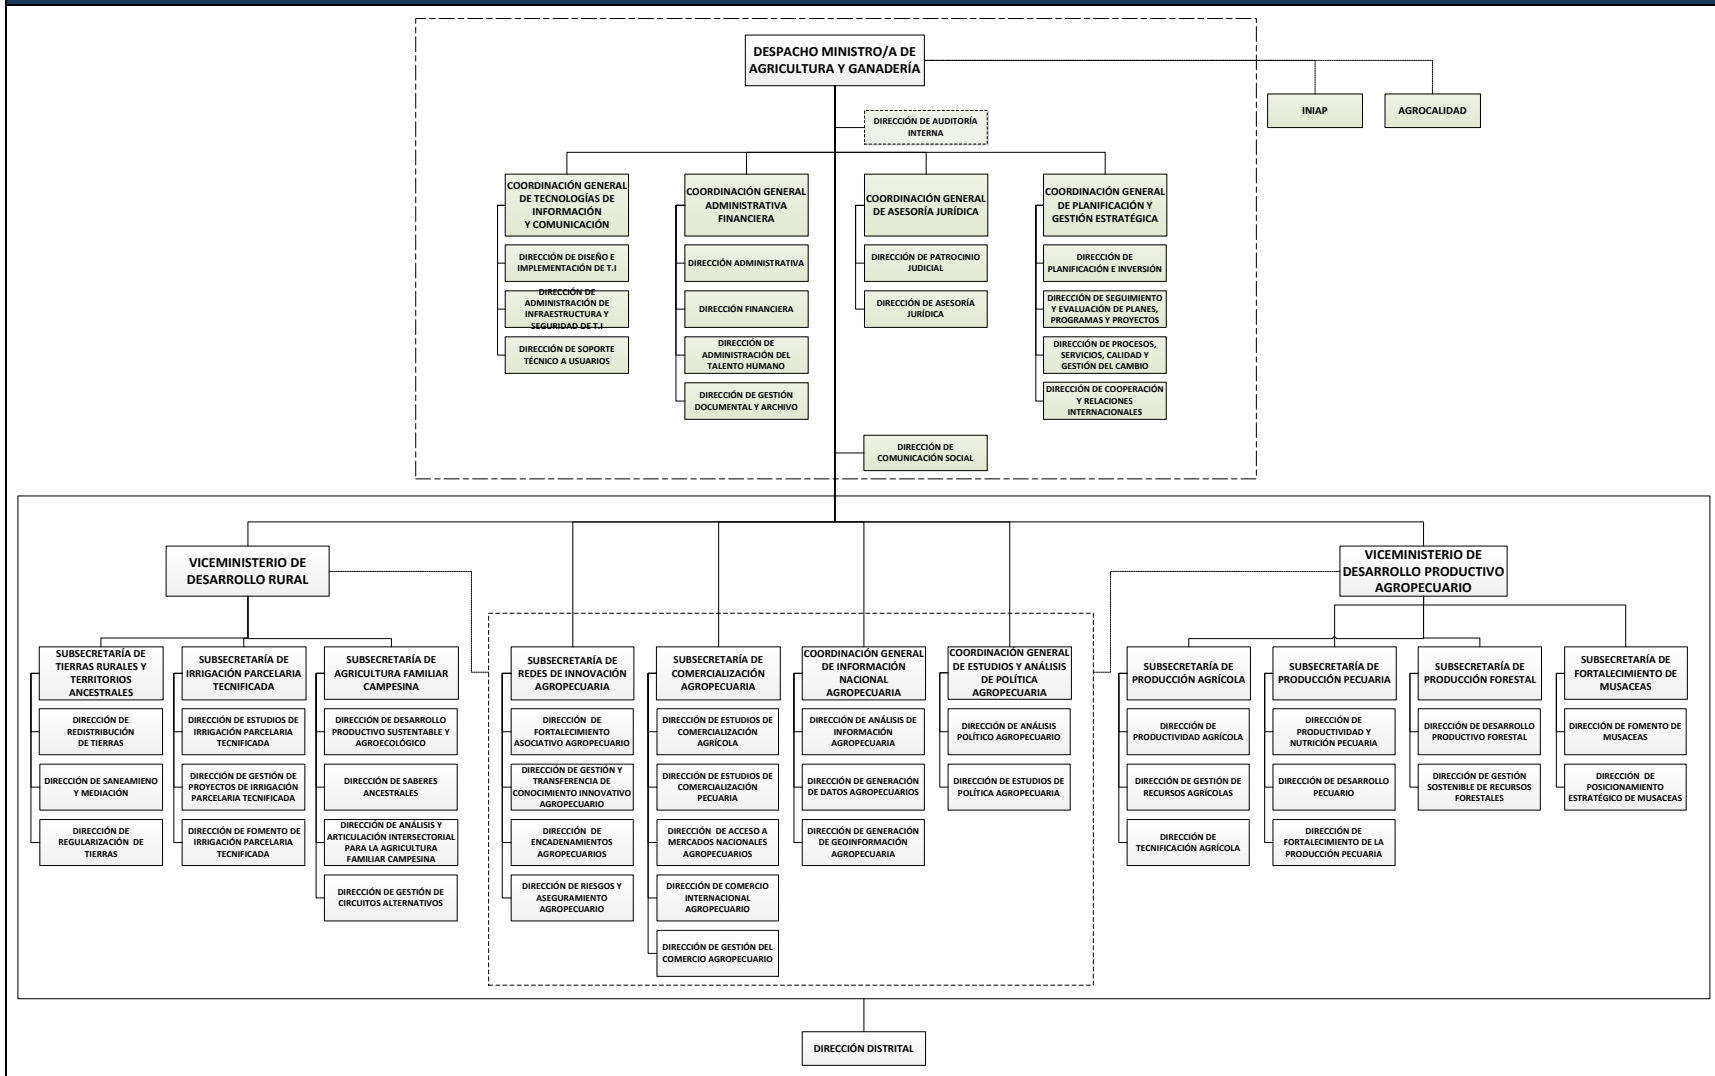 DESPACHO MINISTRO/A DE
AGRICULTURA Y GANADERÍA
INIAP
AGROCALIDAD
DIRECCIÓN DE AUDITORÍA
INTERNA
COORDINACIÓN GENERAL
DE TECNOLOGÍAS DE
INFORMACIÓN
Y COMUNICACIÓN
DIRECCIÓN DE DISEÑO E
IMPLEMENTACIÓN DE T.I
DIRECCIÓN DE
ADMINISTRACIÓN DE
INFRAESTRUCTURA Y
SEGURIDAD DE T.I
DIRECCIÓN DE SOPORTE
TÉCNICO A USUARIOS
COORDINACIÓN GENERAL
ADMINISTRATIVA
FINANCIERA
DIRECCIÓN ADMINISTRATIVA
DIRECCIÓN FINANCIERA
DIRECCIÓN DE
ADMINISTRACIÓN DEL
TALENTO HUMANO
DIRECCIÓN DE GESTIÓN
DOCUMENTAL Y ARCHIVO
COORDINACIÓN GENERAL
DE ASESORÍA JURÍDICA
DIRECCIÓN DE PATROCINIO
JUDICIAL
DIRECCIÓN DE ASESORÍA
JURÍDICA
COORDINACIÓN GENERAL
DE PLANIFICACIÓN Y
GESTIÓN ESTRATÉGICA
DIRECCIÓN DE
PLANIFICACIÓN E INVERSIÓN
DIRECCIÓN DE SEGUIMIENTO
Y EVALUACIÓN DE PLANES,
PROGRAMAS Y PROYECTOS
DIRECCIÓN DE PROCESOS,
SERVICIOS, CALIDAD Y
GESTIÓN DEL CAMBIO
DIRECCIÓN DE COOPERACIÓN
Y RELACIONES
INTERNACIONALES
DIRECCIÓN DE
COMUNICACIÓN SOCIAL
VICEMINISTERIO DE
DESARROLLO RURAL
VICEMINISTERIO DE
DESARROLLO PRODUCTIVO
AGROPECUARIO
SUBSECRETARÍA DE
TIERRAS RURALES Y
TERRITORIOS
ANCESTRALES
DIRECCIÓN DE
REDISTRIBUCIÓN
DE TIERRAS
DIRECCIÓN DE SANEAMIENO
Y MEDIACIÓN
DIRECCIÓN DE
REGULARIZACIÓN DE
TIERRAS
SUBSECRETARÍA DE
IRRIGACIÓN PARCELARIA
TECNIFICADA
DIRECCIÓN DE ESTUDIOS DE
IRRIGACIÓN PARCELARIA
TECNIFICADA
DIRECCIÓN DE GESTIÓN DE
PROYECTOS DE IRRIGACIÓN
PARCELARIA TECNIFICADA
DIRECCIÓN DE FOMENTO DE
IRRIGACIÓN PARCELARIA
TECNIFICADA
SUBSECRETARÍA DE
AGRICULTURA FAMILIAR
CAMPESINA
DIRECCIÓN DE DESARROLLO
PRODUCTIVO SUSTENTABLE Y
AGROECOLÓGICO
DIRECCIÓN DE SABERES
ANCESTRALES
DIRECCIÓN DE ANÁLISIS Y
ARTICULACIÓN INTERSECTORIAL
PARA LA AGRICULTURA
FAMILIAR CAMPESINA
DIRECCIÓN DE GESTIÓN DE
CIRCUITOS ALTERNATIVOS
SUBSECRETARÍA DE
REDES DE INNOVACIÓN
AGROPECUARIA
DIRECCIÓN DE
FORTALECIMIENTO
ASOCIATIVO AGROPECUARIO
DIRECCIÓN DE GESTIÓN Y
TRANSFERENCIA DE
CONOCIMIENTO INNOVATIVO
AGROPECUARIO
DIRECCIÓN DE
ENCADENAMIENTOS
AGROPECUARIOS
DIRECCIÓN DE RIESGOS Y
ASEGURAMIENTO
AGROPECUARIO
SUBSECRETARÍA DE
COMERCIALIZACIÓN
AGROPECUARIA
DIRECCIÓN DE ESTUDIOS DE
COMERCIALIZACIÓN
AGRÍCOLA
DIRECCIÓN DE ESTUDIOS DE
COMERCIALIZACIÓN
PECUARIA
DIRECCIÓN DE ACCESO A
MERCADOS NACIONALES
AGROPECUARIOS
DIRECCIÓN DE COMERCIO
INTERNACIONAL
AGROPECUARIO
DIRECCIÓN DE GESTIÓN DEL
COMERCIO AGROPECUARIO
COORDINACIÓN GENERAL
DE INFORMACIÓN
NACIONAL
AGROPECUARIA
DIRECCIÓN DE ANÁLISIS DE
INFORMACIÓN
AGROPECUARIA
DIRECCIÓN DE GENERACIÓN
DE DATOS AGROPECUARIOS
DIRECCIÓN DE GENERACIÓN
DE GEOINFORMACIÓN
AGROPECUARIA
COORDINACIÓN GENERAL
DE ESTUDIOS Y ANÁLISIS
DE POLÍTICA
AGROPECUARIA
DIRECCIÓN DE ANÁLISIS
POLÍTICO AGROPECUARIO
DIRECCIÓN DE ESTUDIOS DE
POLÍTICA AGROPECUARIA
SUBSECRETARÍA DE
PRODUCCIÓN AGRÍCOLA
DIRECCIÓN DE
PRODUCTIVIDAD AGRÍCOLA
DIRECCIÓN DE GESTIÓN DE
RECURSOS AGRÍCOLAS
DIRECCIÓN DE
TECNIFICACIÓN AGRÍCOLA
SUBSECRETARÍA DE
PRODUCCIÓN PECUARIA
DIRECCIÓN DE
PRODUCTIVIDAD Y
NUTRICIÓN PECUARIA
DIRECCIÓN DE DESARROLLO
PECUARIO
DIRECCIÓN DE
FORTALECIMIENTO DE LA
PRODUCCIÓN PECUARIA
SUBSECRETARÍA DE
PRODUCCIÓN FORESTAL
DIRECCIÓN DE DESARROLLO
PRODUCTIVO FORESTAL
DIRECCIÓN DE GESTIÓN
SOSTENIBLE DE RECURSOS
FORESTALES
SUBSECRETARÍA DE
FORTALECIMIENTO DE
MUSACEAS
DIRECCIÓN DE FOMENTO DE
MUSACEAS
DIRECCIÓN DE
POSICIONAMIENTO
ESTRATÉGICO DE MUSACEAS
DIRECCIÓN DISTRITAL